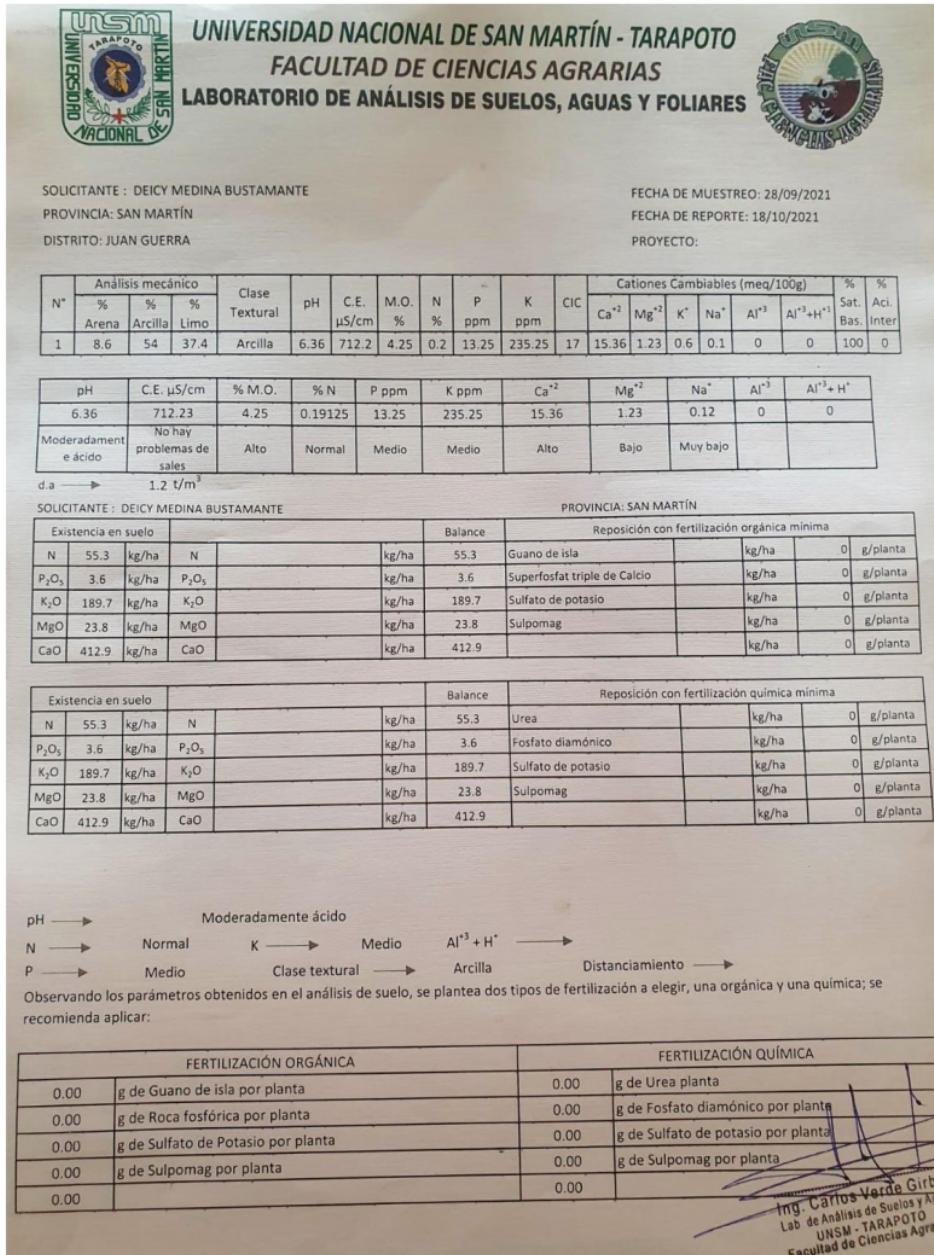 UNSM
TARAPOTO
UNIVERSIDAD
NACIONAL DE SAN MARTIN
UNIVERSIDAD NACIONAL DE SAN MARTÍN - TARAPOTO
FACULTAD DE CIENCIAS AGRARIAS
LABORATORIO DE ANÁLISIS DE SUELOS, AGUAS Y FOLIARES
SOLICITANTE : DEICY MEDINA BUSTAMANTE
PROVINCIA: SAN MARTÍN
DISTRITO: JUAN GUERRA
FECHA DE MUESTREO: 28/09/2021
FECHA DE REPORTE: 18/10/2021
PROYECTO:
N° Análisis mecánico Clase Textural pH C.E. µS/cm M.O. % N % P ppm K ppm CIC Cationes Cambiables (meq/100g) % Sat. Bas. % Aci. Inter
% Arena % Arcilla % Limo Ca⁺² Mg⁺² K⁺ Na⁺ Al⁺³ Al⁺³+H⁺¹
1 8.6 54 37.4 Arcilla 6.36 712.2 4.25 0.2 13.25 235.25 17 15.36 1.23 0.6 0.1 0 0 100 0
pH C.E. µS/cm % M.O. % N P ppm K ppm Ca⁺² Mg⁺² Na⁺ Al⁺³ Al⁺³+ H⁺
6.36 712.23 4.25 0.19125 13.25 235.25 15.36 1.23 0.12 0 0
Moderadament e ácido No hay problemas de sales Alto Normal Medio Medio Alto Bajo Muy bajo
d.a → 1.2 t/m³
SOLICITANTE : DEICY MEDINA BUSTAMANTE PROVINCIA: SAN MARTÍN
Existencia en suelo Balance Reposición con fertilización orgánica mínima
N 55.3 kg/ha N kg/ha 55.3 Guano de isla kg/ha 0 g/planta
P₂O₅ 3.6 kg/ha P₂O₅ kg/ha 3.6 Superfosfat triple de Calcio kg/ha 0 g/planta
K₂O 189.7 kg/ha K₂O kg/ha 189.7 Sulfato de potasio kg/ha 0 g/planta
MgO 23.8 kg/ha MgO kg/ha 23.8 Sulpomag kg/ha 0 g/planta
CaO 412.9 kg/ha CaO kg/ha 412.9 kg/ha 0 g/planta
Existencia en suelo Balance Reposición con fertilización química mínima
N 55.3 kg/ha N kg/ha 55.3 Urea kg/ha 0 g/planta
P₂O₅ 3.6 kg/ha P₂O₅ kg/ha 3.6 Fosfato diamónico kg/ha 0 g/planta
K₂O 189.7 kg/ha K₂O kg/ha 189.7 Sulfato de potasio kg/ha 0 g/planta
MgO 23.8 kg/ha MgO kg/ha 23.8 Sulpomag kg/ha 0 g/planta
CaO 412.9 kg/ha CaO kg/ha 412.9 kg/ha 0 g/planta
pH → Moderadamente ácido
N → Normal K → Medio Al⁺³ + H⁺ →
P → Medio Clase textural → Arcilla Distanciamiento →
Observando los parámetros obtenidos en el análisis de suelo, se plantea dos tipos de fertilización a elegir, una orgánica y una química; se
recomienda aplicar:
FERTILIZACIÓN ORGÁNICA FERTILIZACIÓN QUÍMICA
0.00 g de Guano de isla por planta 0.00 g de Urea planta
0.00 g de Roca fosfórica por planta 0.00 g de Fosfato diamónico por planta
0.00 g de Sulfato de Potasio por planta 0.00 g de Sulfato de potasio por planta
0.00 g de Sulpomag por planta 0.00 g de Sulpomag por planta
0.00 0.00
Ing. Carlos Verde Girb
Lab de Análisis de Suelos y A
UNSM - TARAPOTO
Facultad de Ciencias Agra